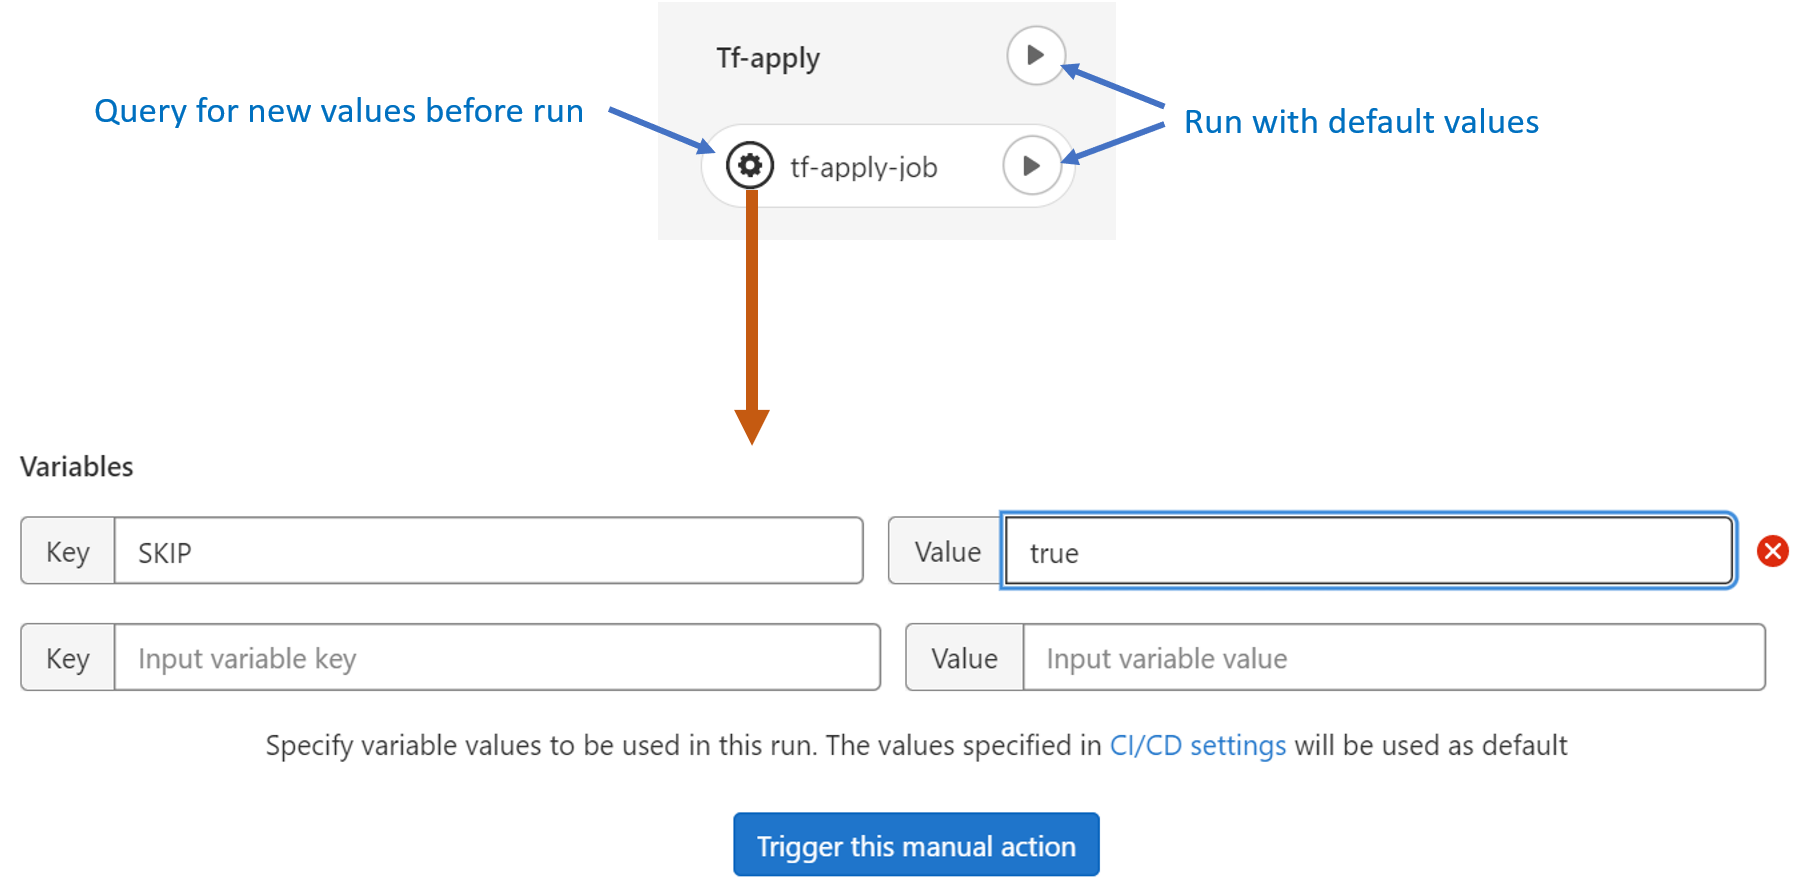 Tf-apply
Query for new values before run
Run with default values
tf-apply-job
Variables
Key SKIP Value true
Key Input variable key Value Input variable value
Specify variable values to be used in this run. The values specified in CI/CD settings will be used as default
Trigger this manual action